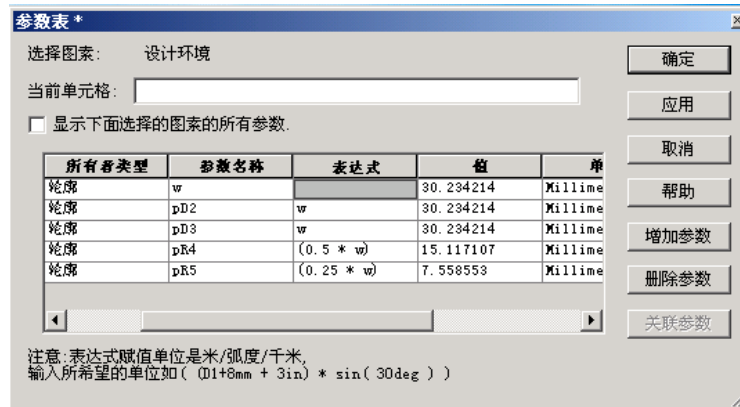 参数表 *
选择图素: 设计环境
确定
当前单元格:
应用
显示下面选择的图素的所有参数.
取消
所有者类型 参数名称 表达式 值 单
轮廓 w 30.234214 Millime
帮助
轮廓 pD2 w 30.234214 Millime
轮廓 pD3 w 30.234214 Millime
轮廓 pR4 (0.5 * w) 15.117107 Millime
增加参数
轮廓 pR5 (0.25 * w) 7.558553 Millime
删除参数
关联参数
注意:表达式赋值单位是米/弧度/千米,
输入所希望的单位如( (D1+8mm + 3in) * sin( 30deg ) )